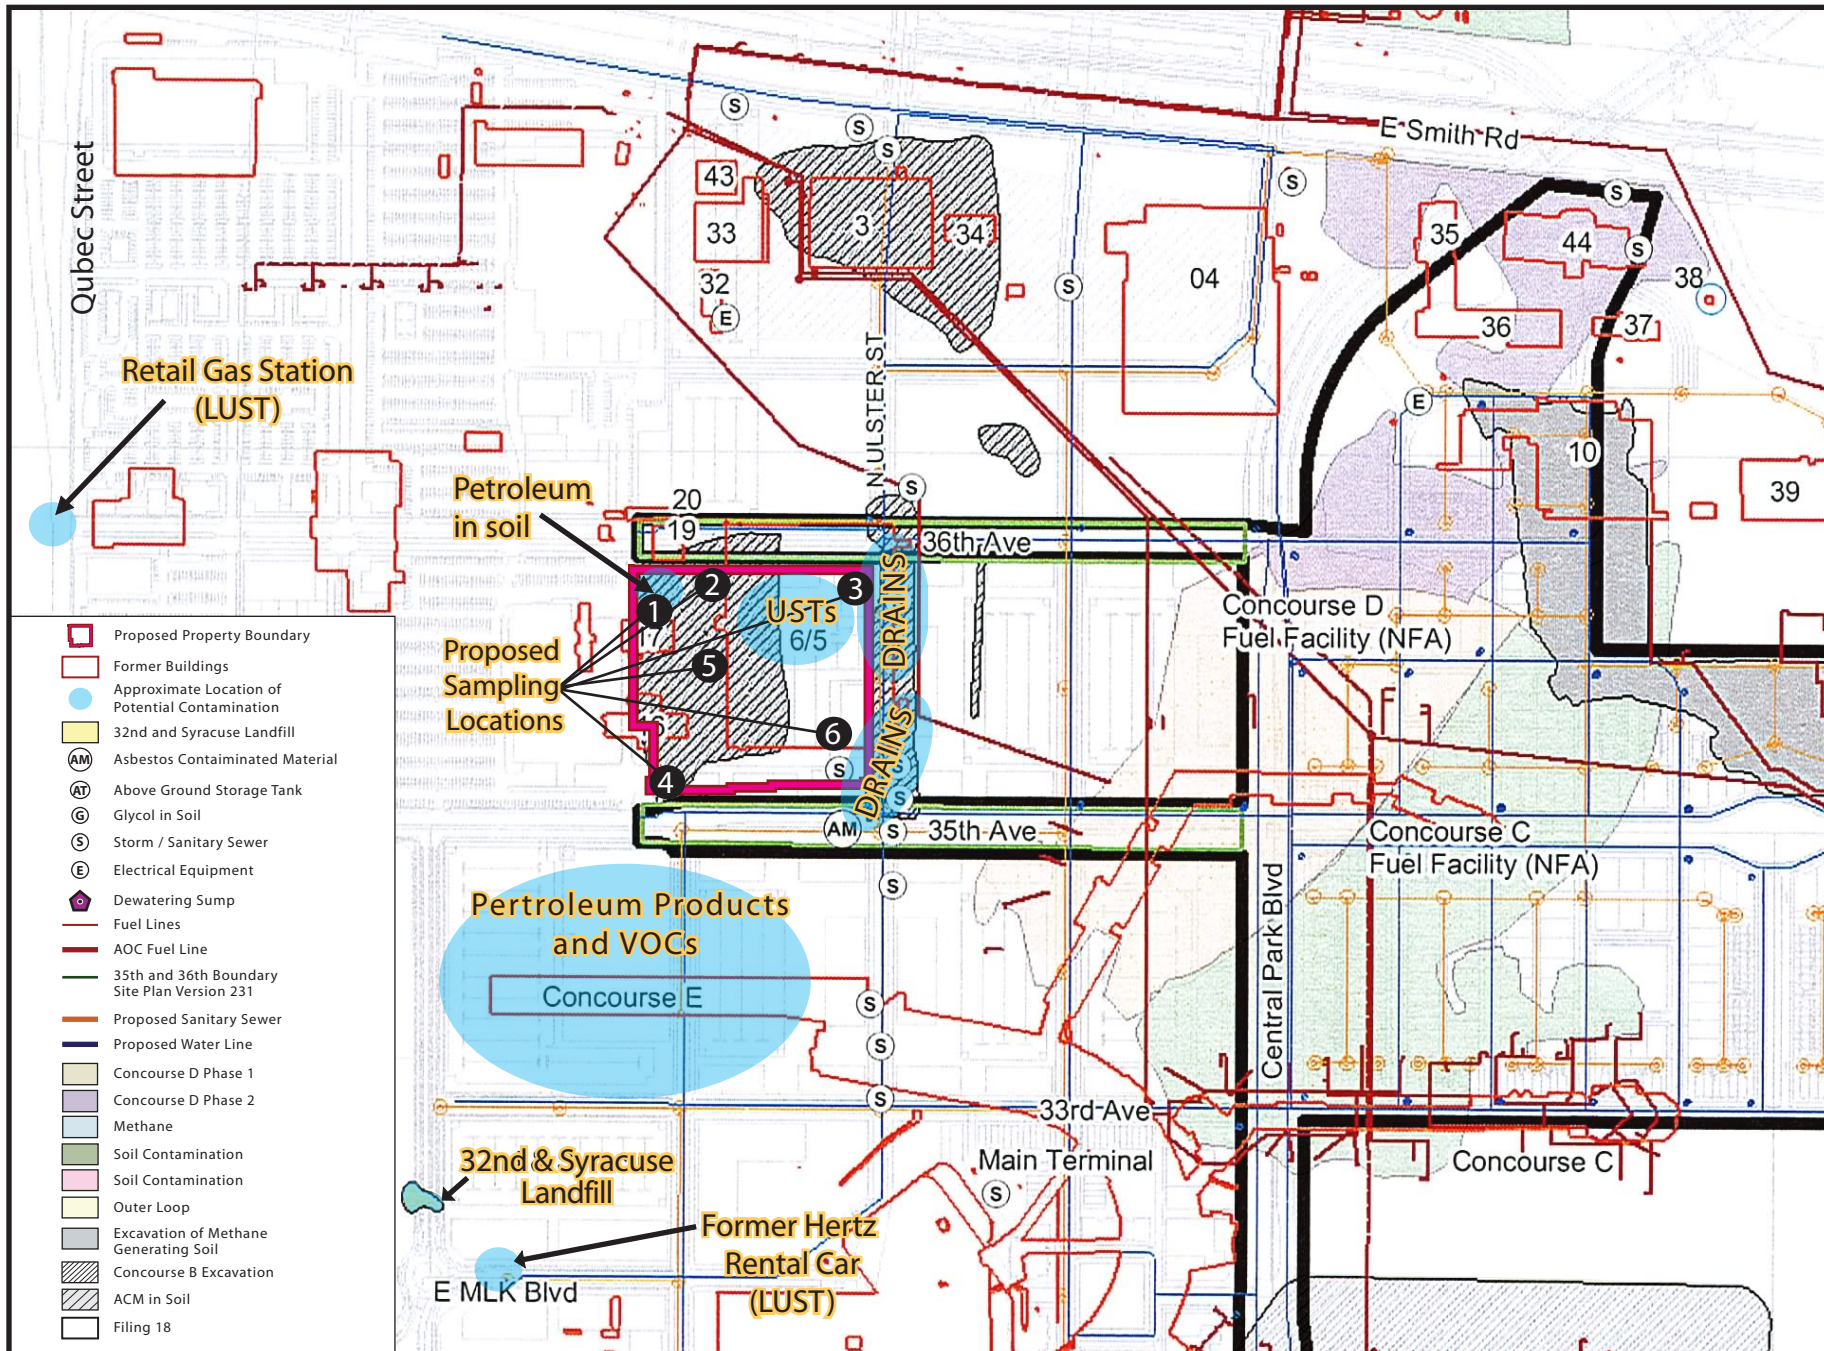 E Smith Rd
Qubec Street
43
33
3
34
32
E
04
35
44
38
36
37
S
S
S
S
S
S
S
Retail Gas Station
(LUST)
N ULSTER ST
E
10
39
Petroleum
in soil
S
20
19
36th Ave
1
2
3
USTs
6/5
DRAINS
17
5
Concourse D
Fuel Facility (NFA)
Proposed
Sampling
Locations
6
4
S
DRAINS
S
AM
S
35th Ave
Concourse C
Fuel Facility (NFA)
S
Pertroleum Products
and VOCs
Concourse E
S
S
S
Central Park Blvd
33rd Ave
32nd & Syracuse
Landfill
Main Terminal
S
Concourse C
Former Hertz
Rental Car
(LUST)
E MLK Blvd
Proposed Property Boundary
Former Buildings
Approximate Location of
Potential Contamination
32nd and Syracuse Landfill
AM Asbestos Contaiminated Material
AT Above Ground Storage Tank
G Glycol in Soil
S Storm / Sanitary Sewer
E Electrical Equipment
Dewatering Sump
Fuel Lines
AOC Fuel Line
35th and 36th Boundary
Site Plan Version 231
Proposed Sanitary Sewer
Proposed Water Line
Concourse D Phase 1
Concourse D Phase 2
Methane
Soil Contamination
Soil Contamination
Outer Loop
Excavation of Methane
Generating Soil
Concourse B Excavation
ACM in Soil
Filing 18